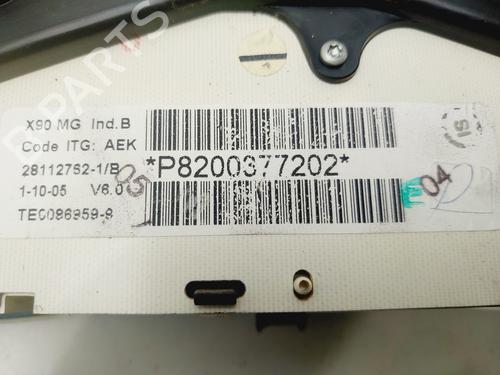 X90 MG Ind.B
Code ITG: AEK
28112752-1/B
1-10-05 V6.0
TE0086959-9
*P8200377202*
05
04
IS
B-Parts